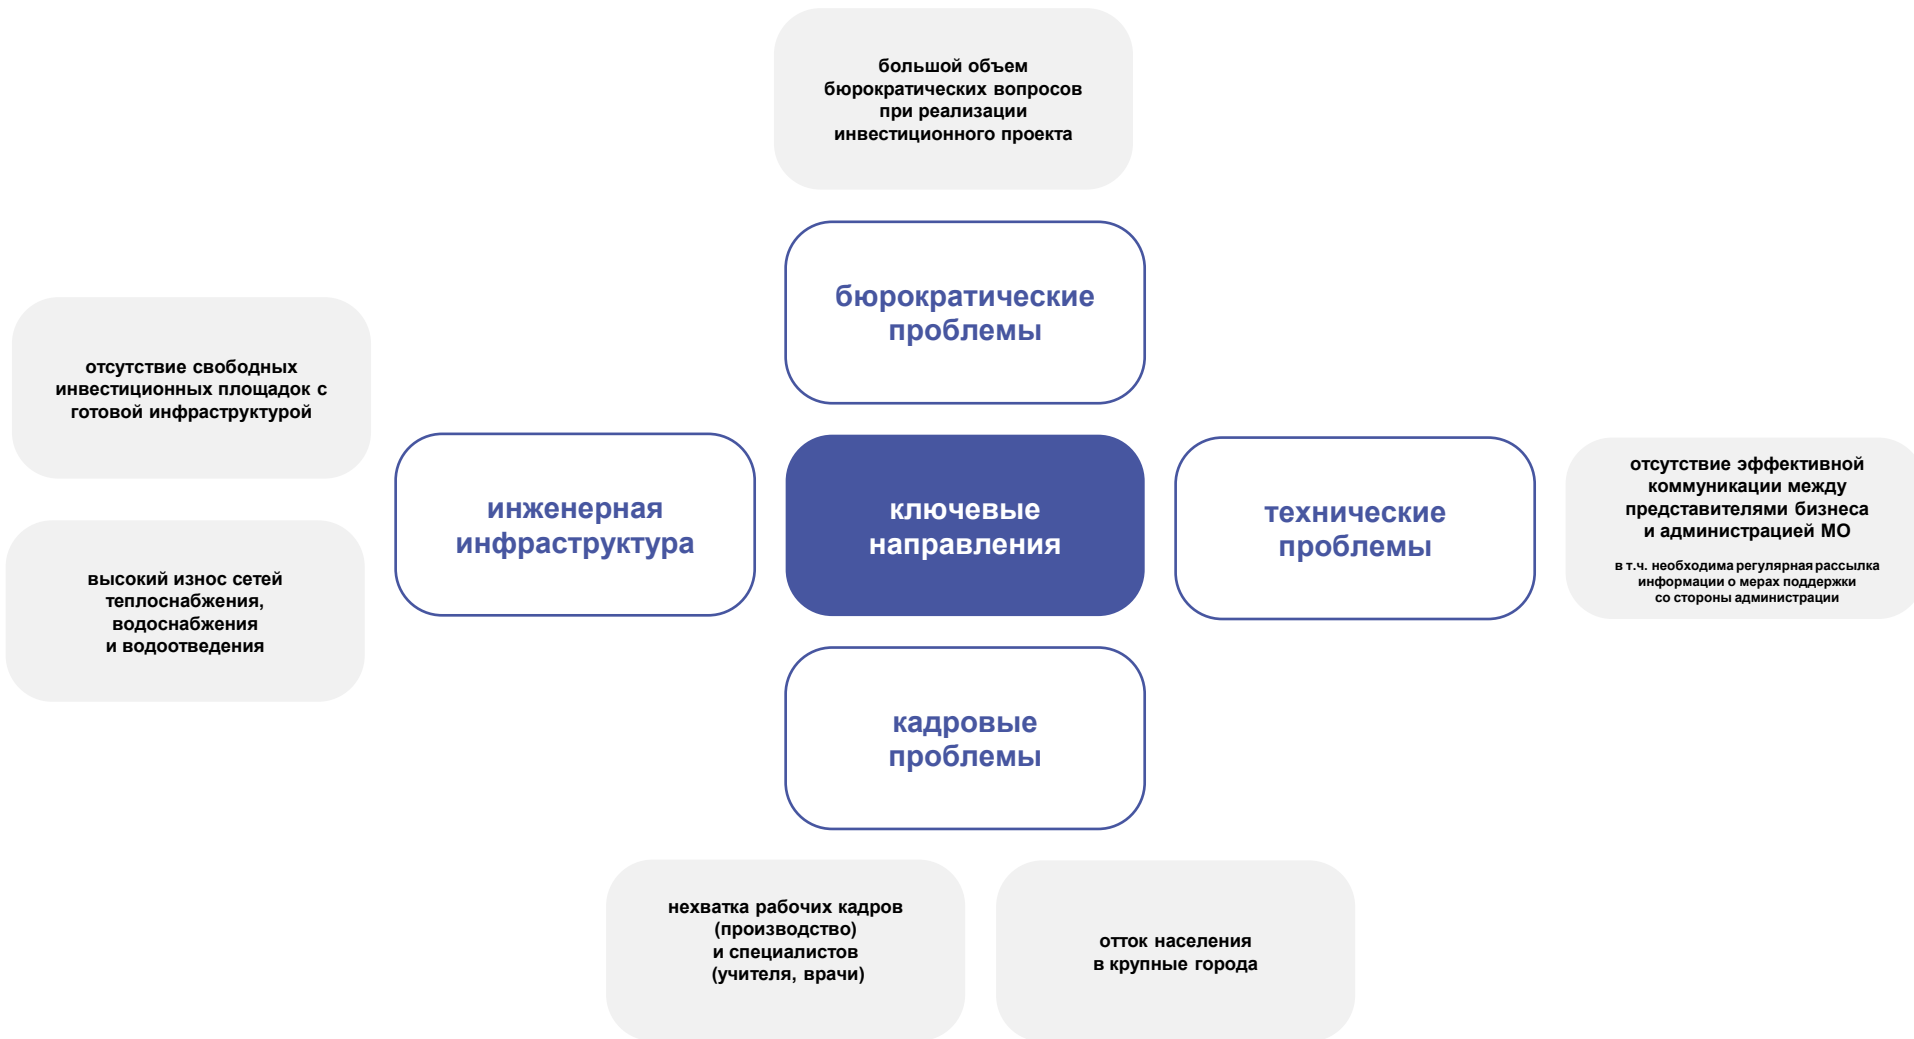 большой объем
бюрократических вопросов
при реализации
инвестиционного проекта
бюрократические
проблемы
отсутствие свободных
инвестиционных площадок с
готовой инфраструктурой
высокий износ сетей
теплоснабжения,
водоснабжения
и водоотведения
инженерная
инфраструктура
ключевые
направления
технические
проблемы
отсутствие эффективной
коммуникации между
представителями бизнеса
и администрацией МО
в т.ч. необходима регулярная рассылка
информации о мерах поддержки
со стороны администрации
кадровые
проблемы
нехватка рабочих кадров
(производство)
и специалистов
(учителя, врачи)
отток населения
в крупные города